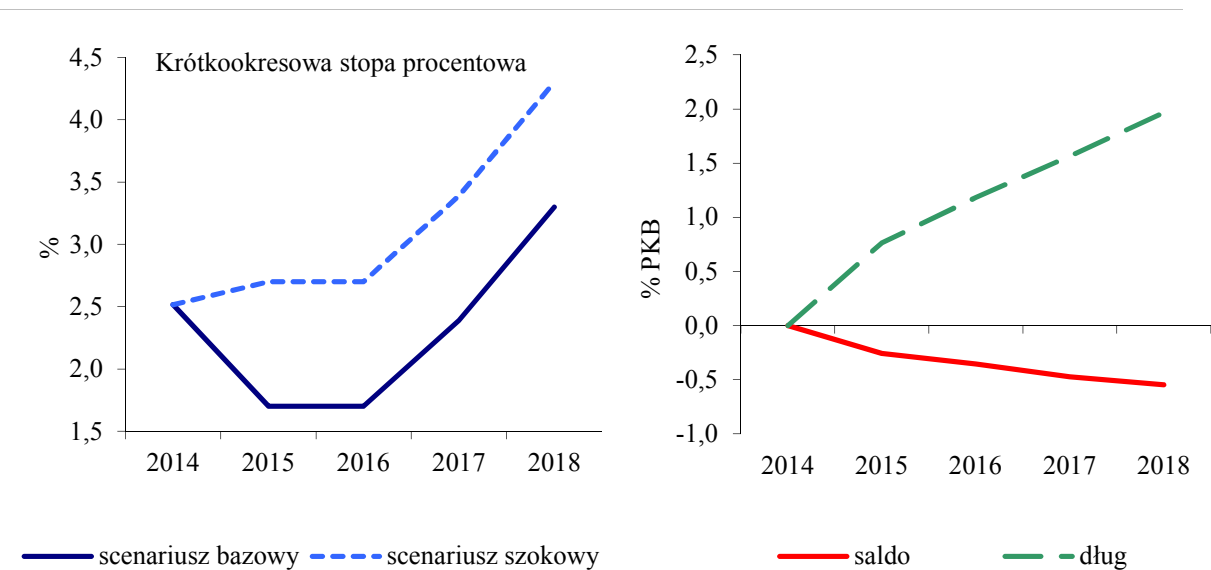 Krótkookresowa stopa procentowa
4,5
4,0
3,5
3,0
2,5
2,0
1,5
%
2014 2015 2016 2017 2018
scenariusz bazowy scenariusz szokowy
2,5
2,0
1,5
1,0
0,5
0,0
-0,5
-1,0
% PKB
2014 2015 2016 2017 2018
saldo dług